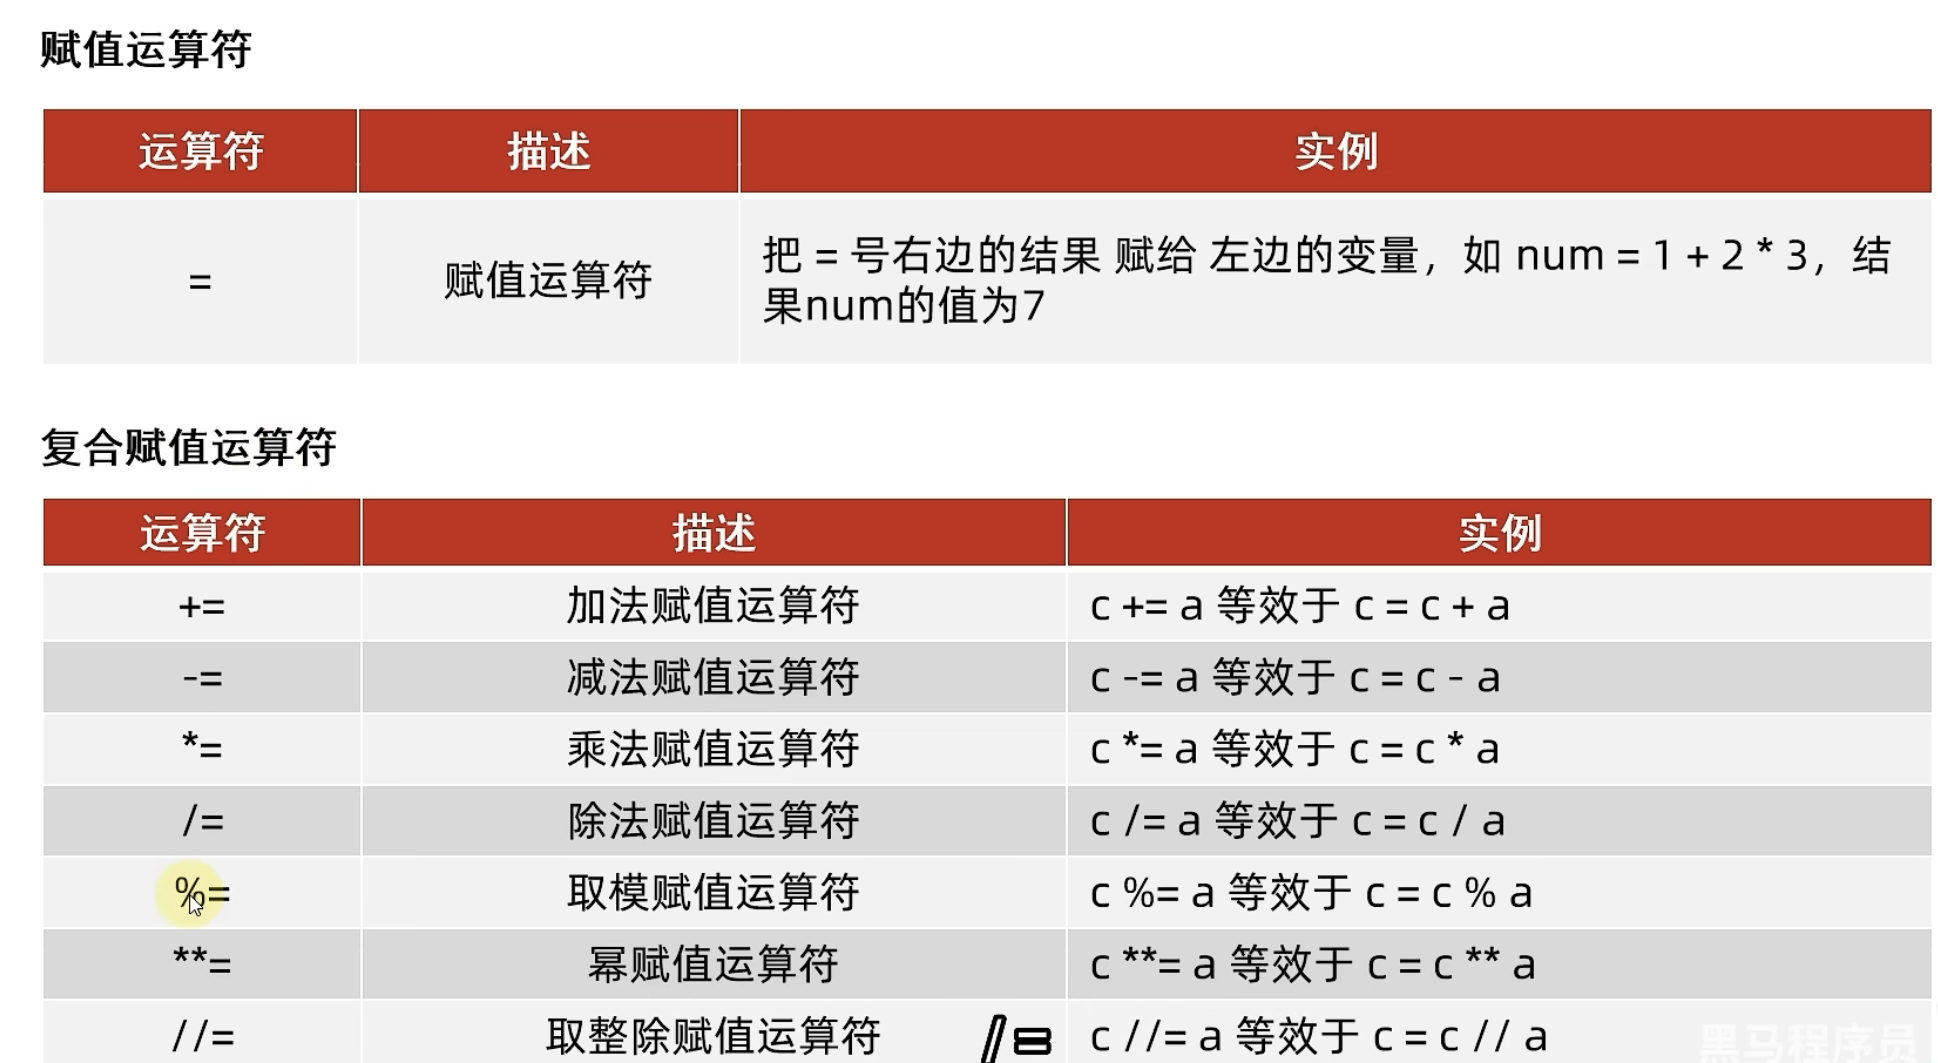 赋值运算符
运算符 描述 实例
= 赋值运算符 把 = 号右边的结果 赋给 左边的变量，如 num = 1 + 2 * 3，结
果num的值为7
复合赋值运算符
运算符 描述 实例
+= 加法赋值运算符 c += a 等效于 c = c + a
-= 减法赋值运算符 c -= a 等效于 c = c - a
*= 乘法赋值运算符 c *= a 等效于 c = c * a
/= 除法赋值运算符 c /= a 等效于 c = c / a
%= 取模赋值运算符 c %= a 等效于 c = c % a
**= 幂赋值运算符 c **= a 等效于 c = c ** a
//= 取整除赋值运算符 /= c //= a 等效于 c = c // a
黑马程序员